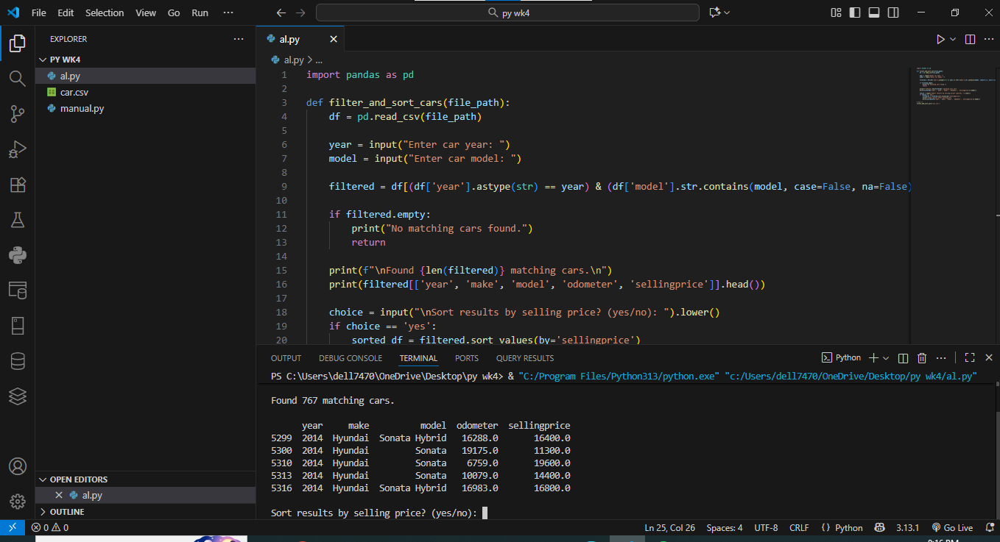 File Edit Selection View Go Run ··· py wk4
EXPLORER ···
PY WK4
al.py
car.csv
manual.py
OPEN EDITORS
al.py
OUTLINE
al.py
al.py > ...
1 import pandas as pd
2
3 def filter_and_sort_cars(file_path):
4 df = pd.read_csv(file_path)
5
6 year = input("Enter car year: ")
7 model = input("Enter car model: ")
8
9 filtered = df[(df['year'].astype(str) == year) & (df['model'].str.contains(model, case=False, na=False)
10
11 if filtered.empty:
12 print("No matching cars found.")
13 return
14
15 print(f"\nFound {len(filtered)} matching cars.\n")
16 print(filtered[['year', 'make', 'model', 'odometer', 'sellingprice']].head())
17
18 choice = input("\nSort results by selling price? (yes/no): ").lower()
19 if choice == 'yes':
20 sorted_df = filtered.sort_values(by='sellingprice')
OUTPUT DEBUG CONSOLE TERMINAL PORTS QUERY RESULTS Python
PS C:\Users\dell7470\OneDrive\Desktop\py wk4> & "C:/Program Files/Python313/python.exe" "c:/Users/dell7470/OneDrive/Desktop/py wk4/al.py"
Found 767 matching cars.
year make model odometer sellingprice
5299 2014 Hyundai Sonata Hybrid 16288.0 16400.0
5300 2014 Hyundai Sonata 19175.0 11300.0
5310 2014 Hyundai Sonata 6759.0 19600.0
5313 2014 Hyundai Sonata 10079.0 14400.0
5316 2014 Hyundai Sonata Hybrid 16983.0 16800.0
Sort results by selling price? (yes/no):
0 0 Ln 25, Col 26 Spaces: 4 UTF-8 CRLF {} Python 3.13.1 Go Live